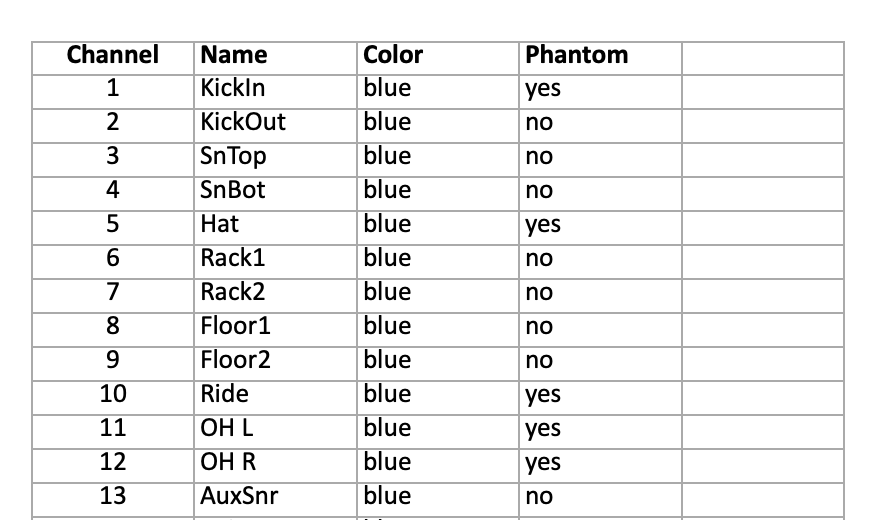 Channel Name Color Phantom
1 KickIn blue yes
2 KickOut blue no
3 SnTop blue no
4 SnBot blue no
5 Hat blue yes
6 Rack1 blue no
7 Rack2 blue no
8 Floor1 blue no
9 Floor2 blue no
10 Ride blue yes
11 OH L blue yes
12 OH R blue yes
13 AuxSnr blue no